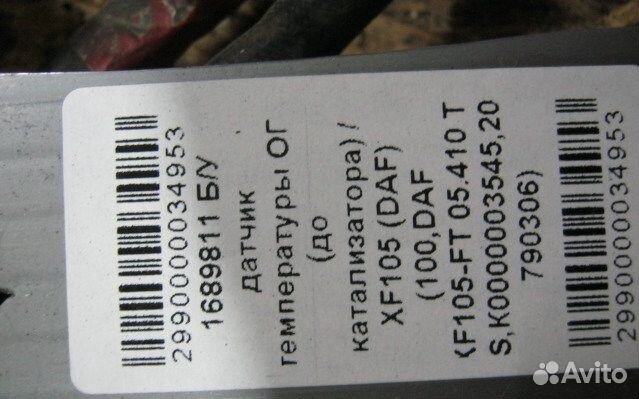 2990000034953
1689811 Б/У
датчик
температуры ОГ
(до
катализатора) /
XF105 (DAF)
(100,DAF
XF105-FT 05.410 T
S,K0000003545,20
790306)
2990000034953
Avito